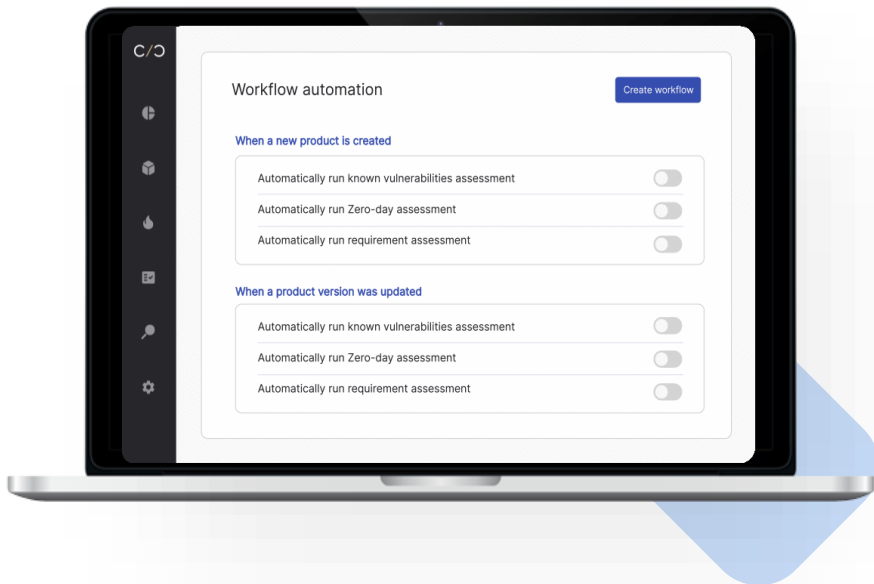 C/Ɔ
Workflow automation
Create workflow
When a new product is created
Automatically run known vulnerabilities assessment
Automatically run Zero-day assessment
Automatically run requirement assessment
When a product version was updated
Automatically run known vulnerabilities assessment
Automatically run Zero-day assessment
Automatically run requirement assessment